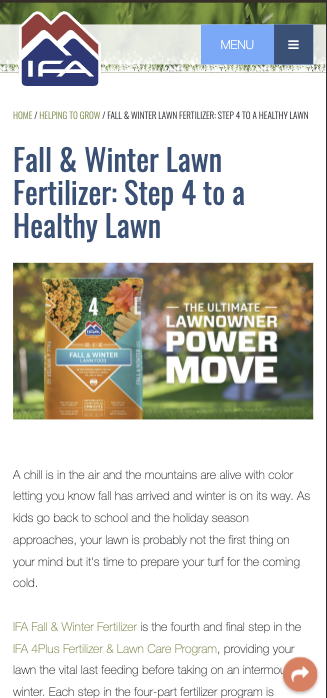 IFA
MENU
HOME / HELPING TO GROW / FALL & WINTER LAWN FERTILIZER: STEP 4 TO A HEALTHY LAWN
Fall & Winter Lawn
Fertilizer: Step 4 to a
Healthy Lawn
4
FALL & WINTER
LAWN FOOD
THE ULTIMATE
LAWNOWNER
POWER
MOVE
A chill is in the air and the mountains are alive with color
letting you know fall has arrived and winter is on its way. As
kids go back to school and the holiday season
approaches, your lawn is probably not the first thing on
your mind but it's time to prepare your turf for the coming
cold.
IFA Fall & Winter Fertilizer is the fourth and final step in the
IFA 4Plus Fertilizer & Lawn Care Program, providing your
lawn the vital last feeding before taking on an intermou
winter. Each step in the four-part fertilizer program is